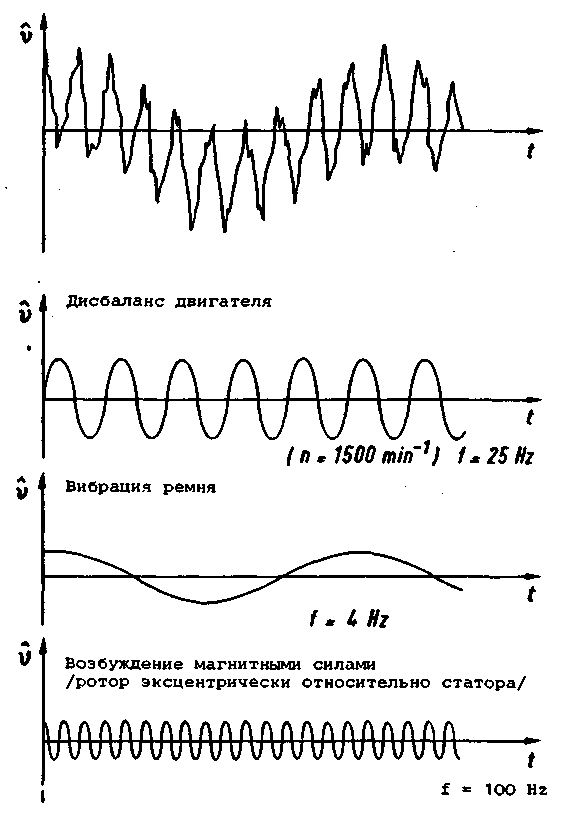 v̂
t
Дисбаланс двигателя
v̂
t
( n = 1500 min⁻¹) f = 25 Hz
Вибрация ремня
v̂
t
f = 4 Hz
v̂
Возбуждение магнитными силами
/ротор эксцентрически относительно статора/
t
f = 100 Hz